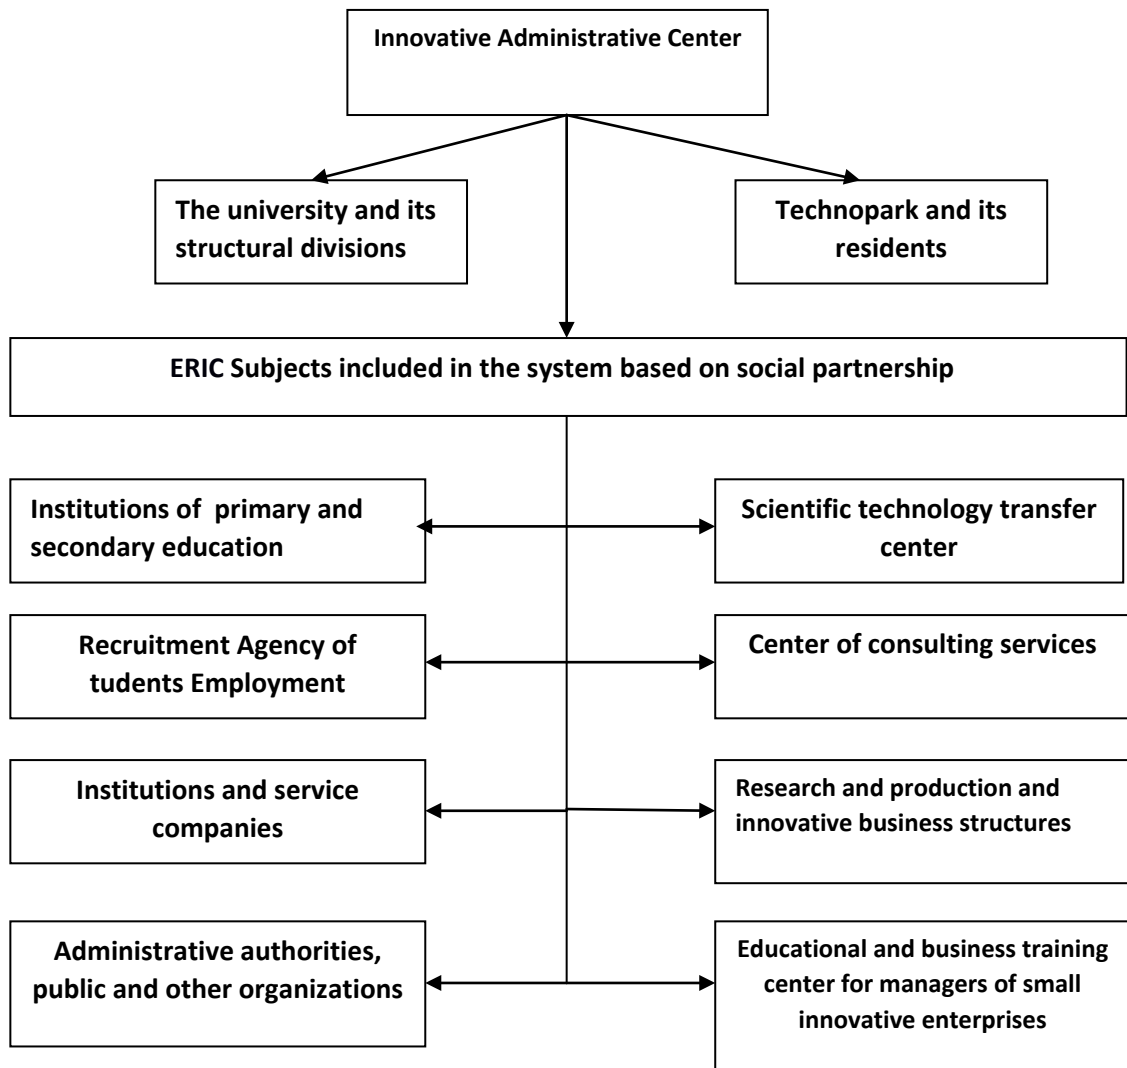 Innovative Administrative Center
The university and its
structural divisions
Technopark and its
residents
ERIC Subjects included in the system based on social partnership
Institutions of primary and
secondary education
Scientific technology transfer
center
Recruitment Agency of
tudents Employment
Center of consulting services
Institutions and service
companies
Research and production and
innovative business structures
Administrative authorities,
public and other organizations
Educational and business training
center for managers of small
innovative enterprises